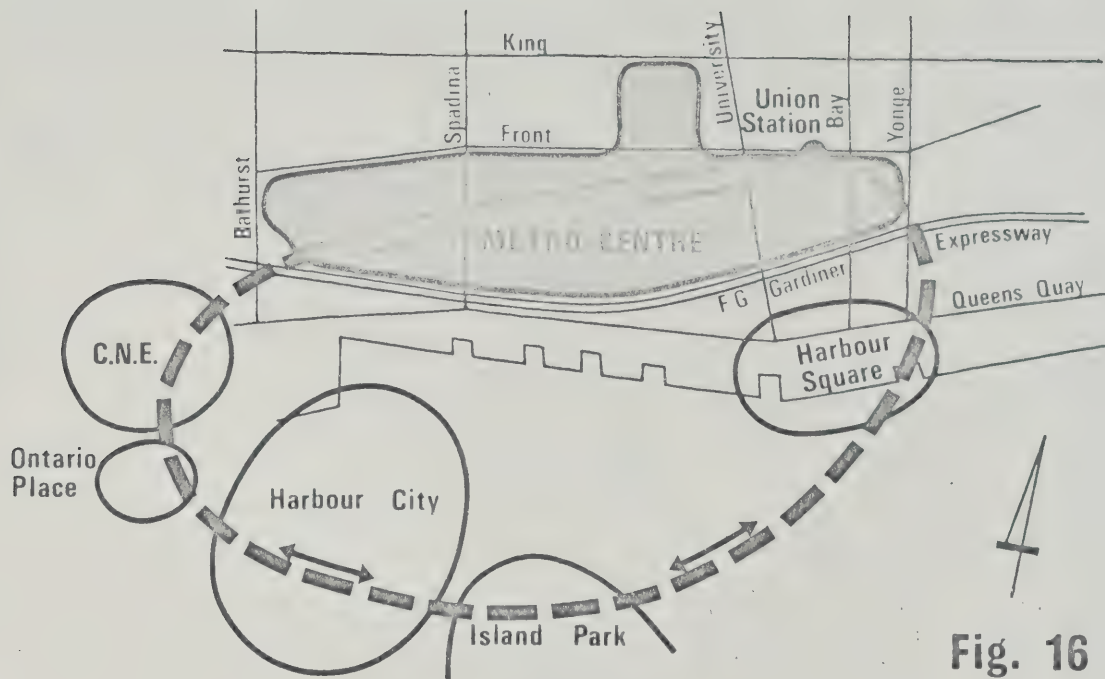 King
University
Union
Station
Bay
Yonge
Spadina
Front
Bathurst
METRO CENTRE
Expressway
F G Gardiner
Queens Quay
C.N.E.
Harbour
Square
Ontario
Place
Harbour City
Island Park
Fig. 16